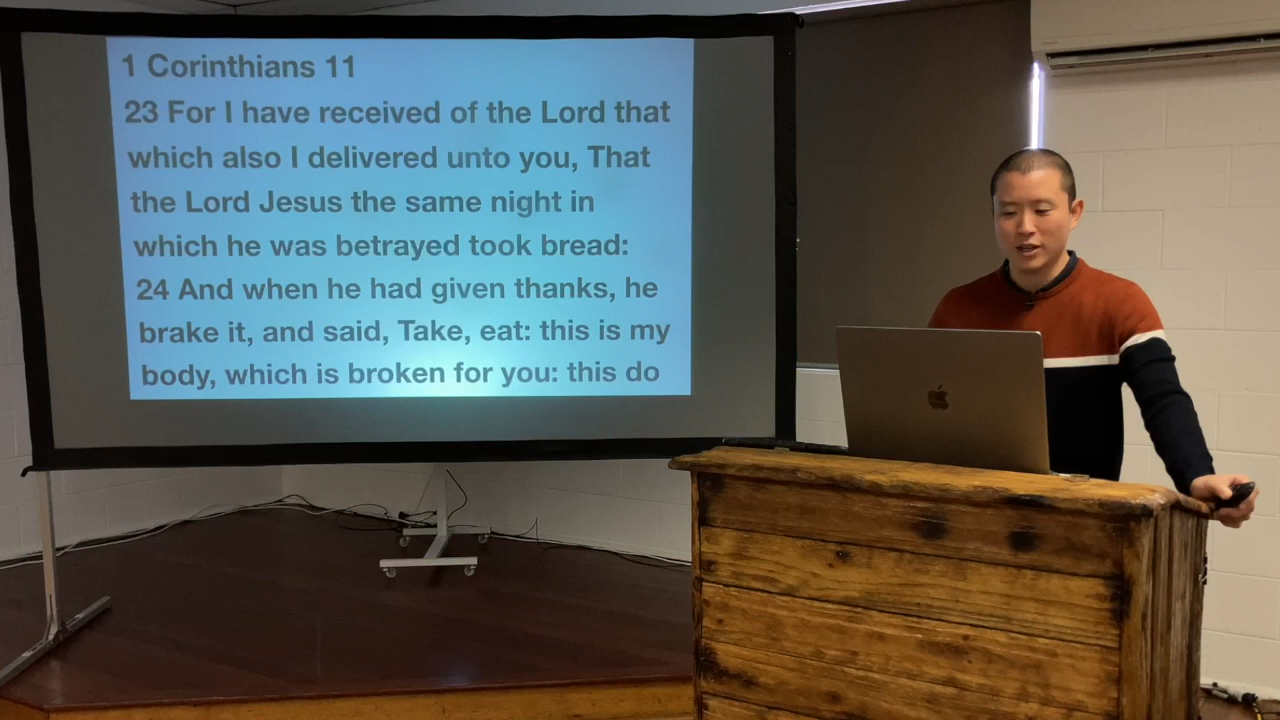 1 Corinthians 11
23 For I have received of the Lord that
which also I delivered unto you, That
the Lord Jesus the same night in
which he was betrayed took bread:
24 And when he had given thanks, he
brake it, and said, Take, eat: this is my
body, which is broken for you: this do